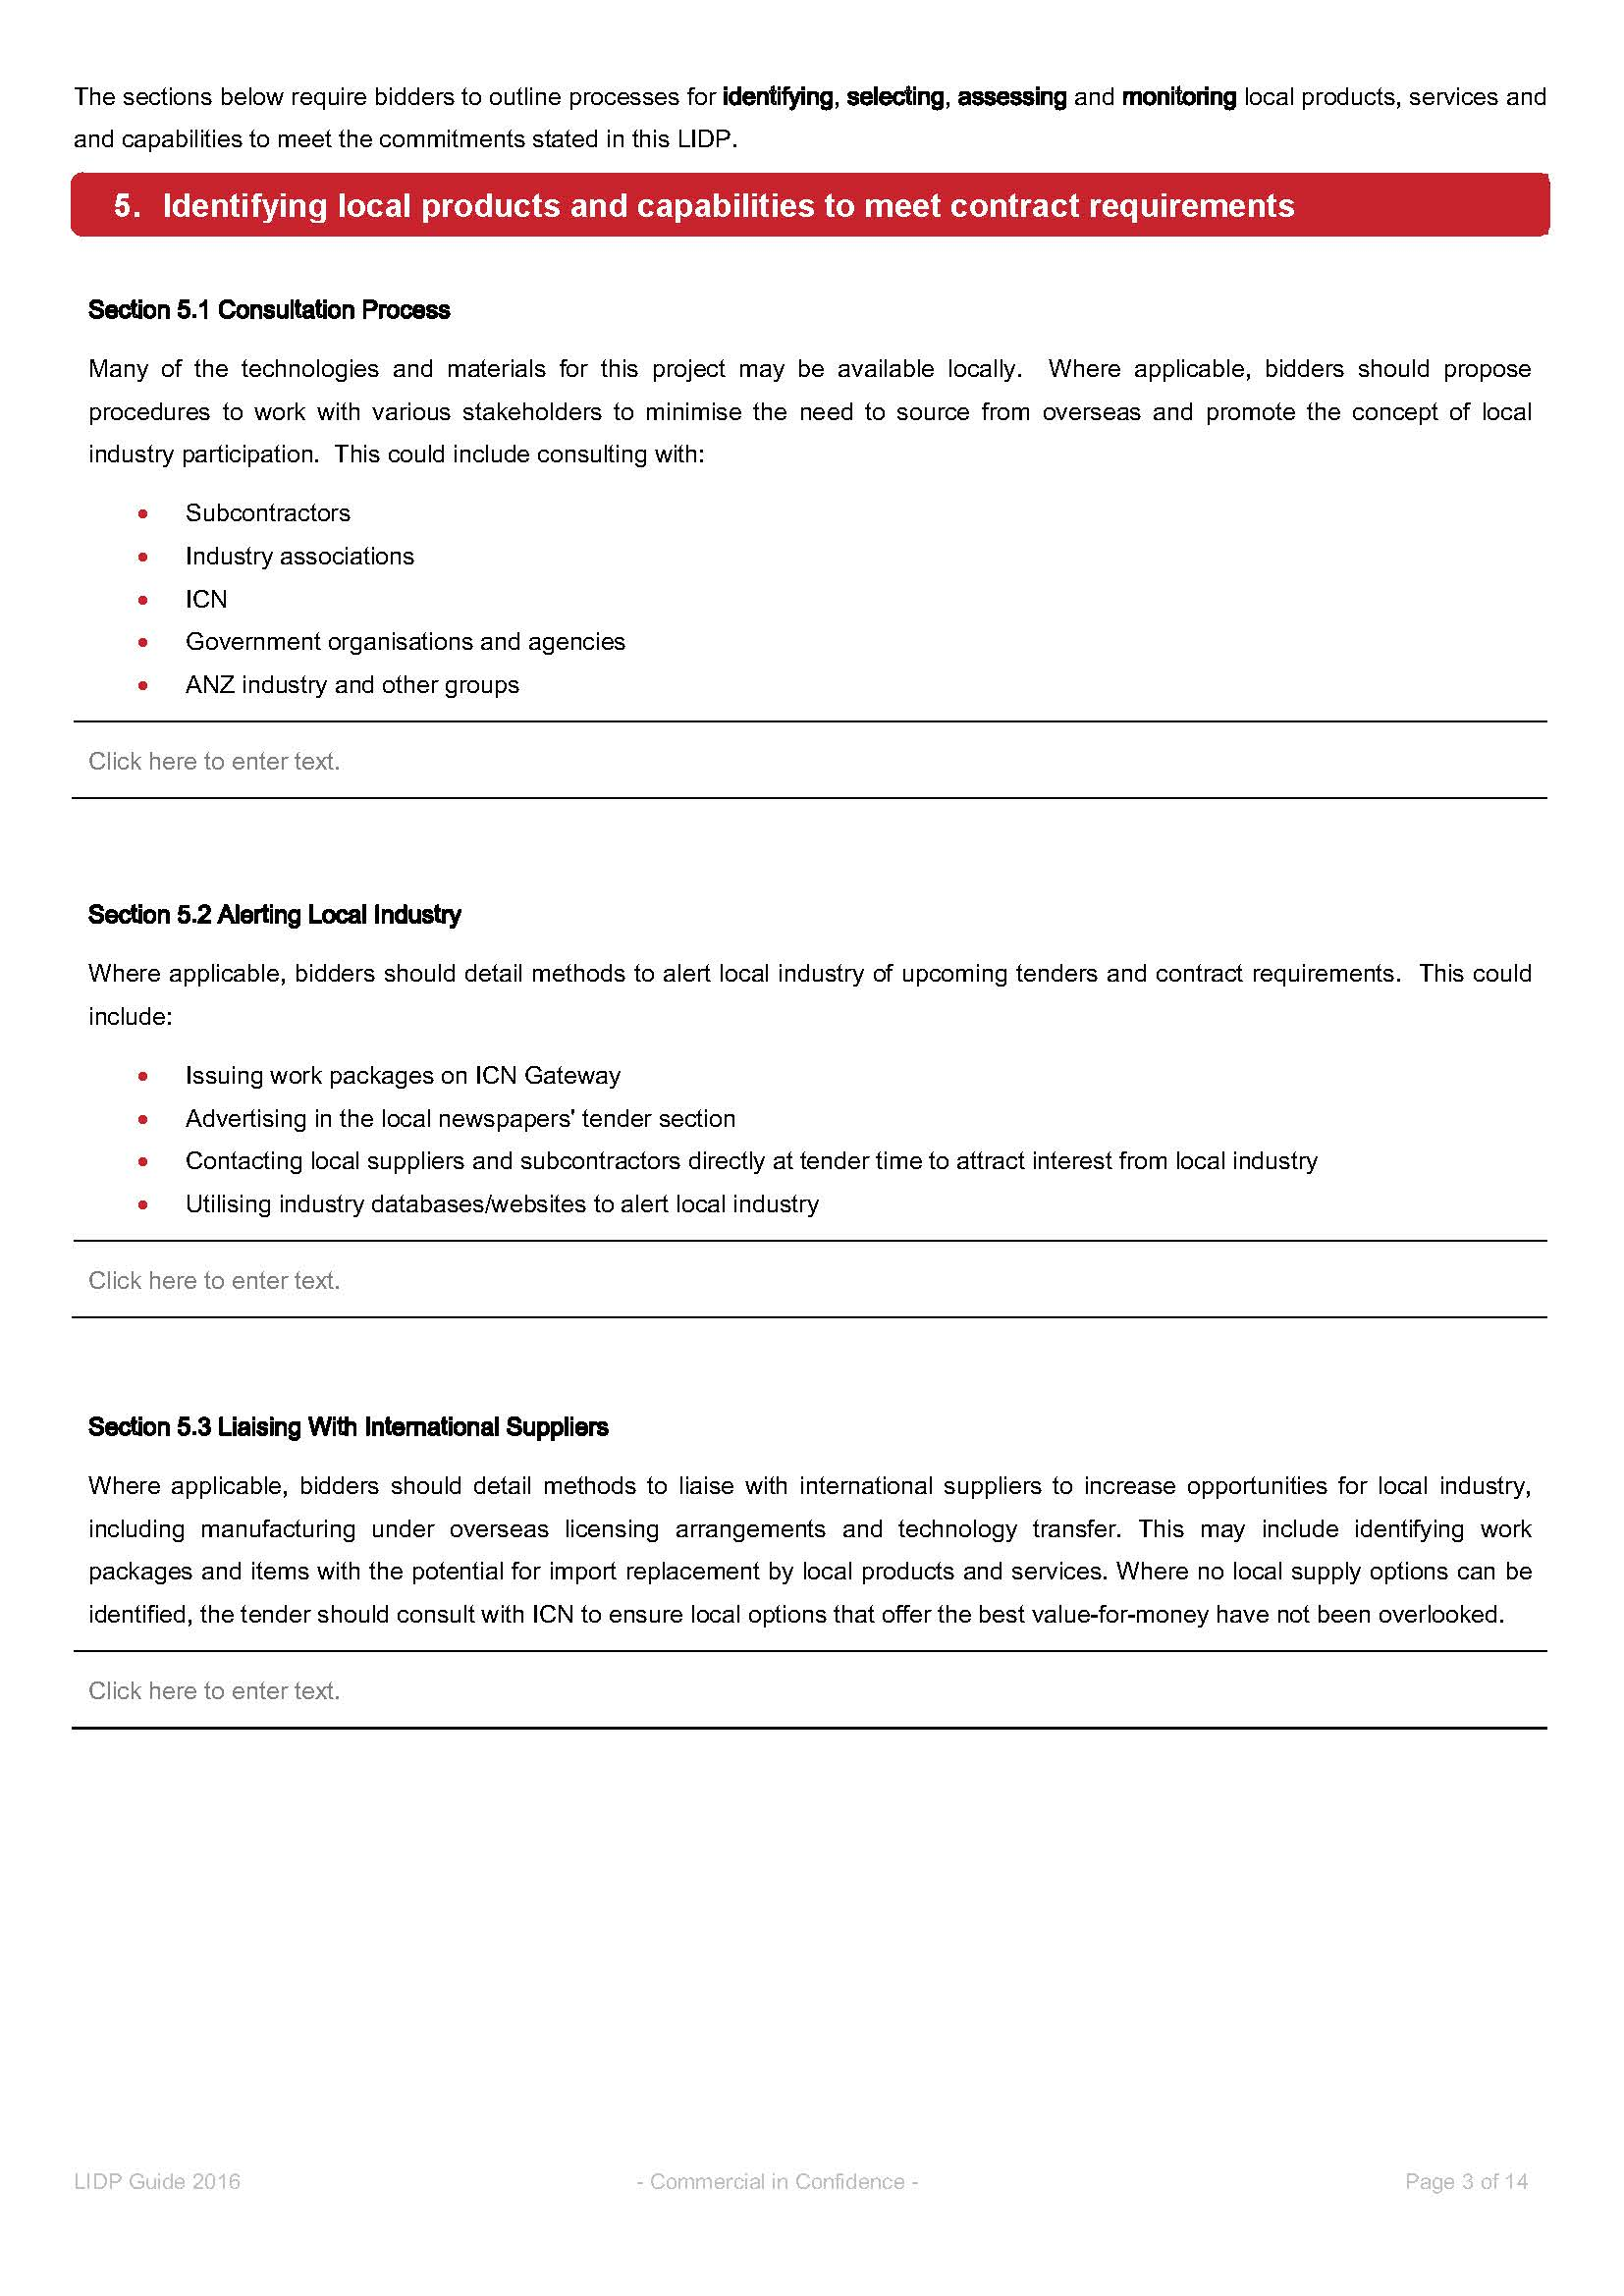 The sections below require bidders to outline processes for identifying, selecting, assessing and monitoring local products, services and
and capabilities to meet the commitments stated in this LIDP.
5. Identifying local products and capabilities to meet contract requirements
Section 5.1 Consultation Process
Many of the technologies and materials for this project may be available locally. Where applicable, bidders should propose
procedures to work with various stakeholders to minimise the need to source from overseas and promote the concept of local
industry participation. This could include consulting with:
• Subcontractors
• Industry associations
• ICN
• Government organisations and agencies
• ANZ industry and other groups
Click here to enter text.
Section 5.2 Alerting Local Industry
Where applicable, bidders should detail methods to alert local industry of upcoming tenders and contract requirements. This could
include:
• Issuing work packages on ICN Gateway
• Advertising in the local newspapers' tender section
• Contacting local suppliers and subcontractors directly at tender time to attract interest from local industry
• Utilising industry databases/websites to alert local industry
Click here to enter text.
Section 5.3 Liaising With International Suppliers
Where applicable, bidders should detail methods to liaise with international suppliers to increase opportunities for local industry,
including manufacturing under overseas licensing arrangements and technology transfer. This may include identifying work
packages and items with the potential for import replacement by local products and services. Where no local supply options can be
identified, the tender should consult with ICN to ensure local options that offer the best value-for-money have not been overlooked.
Click here to enter text.
LIDP Guide 2016 - Commercial in Confidence - Page 3 of 14